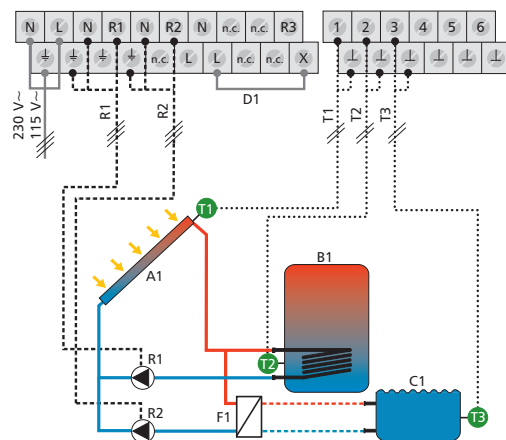 N L N R1 N R2 N n.c. n.c. R3
1 2 3 4 5 6
n.c. L L n.c. n.c. X
D1
230 V~
115 V~
R1
R2
T1
T2
T3
T1
A1
B1
R1
T2
C1
R2
F1
T3